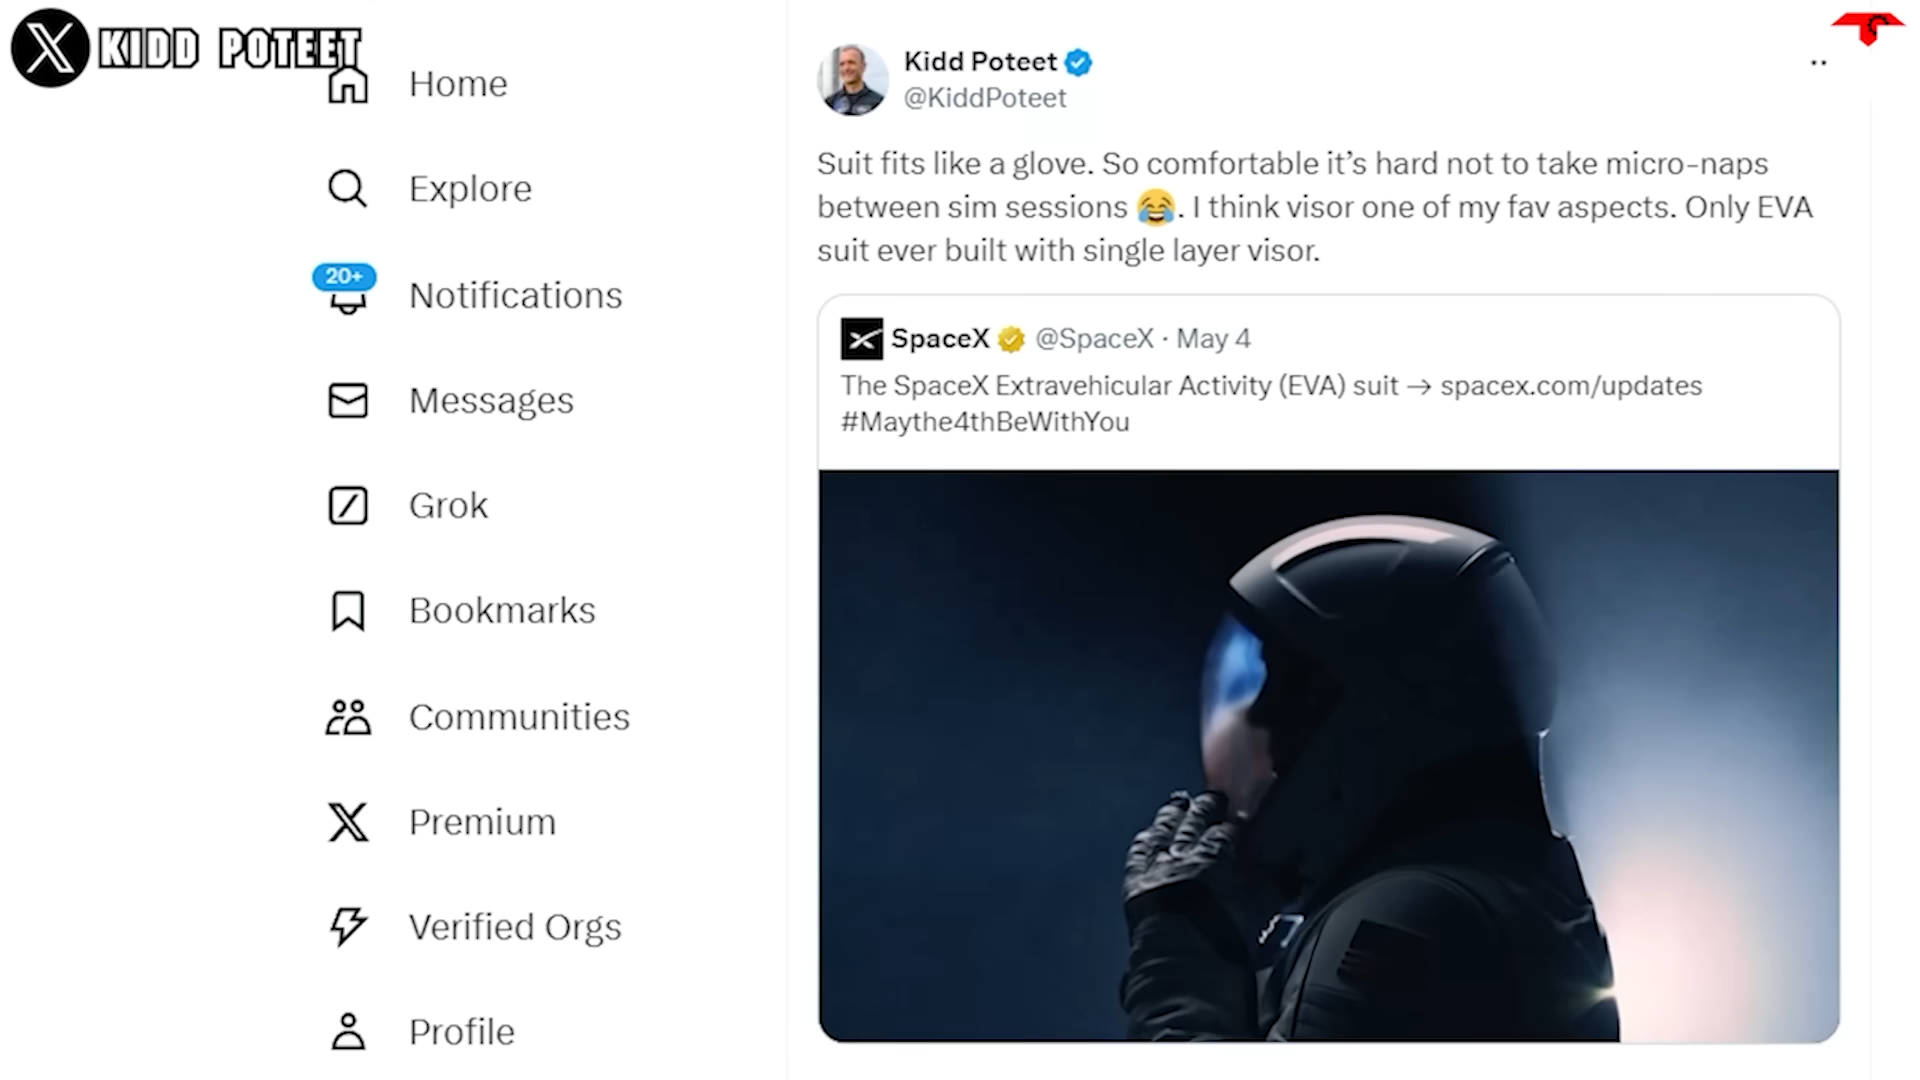 KIDD POTEET
Home
Explore
20+
Notifications
Messages
Grok
Bookmarks
Communities
Premium
Verified Orgs
Profile
Kidd Poteet
@KiddPoteet
Suit fits like a glove. So comfortable it’s hard not to take micro-naps
between sim sessions 😂. I think visor one of my fav aspects. Only EVA
suit ever built with single layer visor.
SpaceX @SpaceX · May 4
The SpaceX Extravehicular Activity (EVA) suit → spacex.com/updates
#Maythe4thBeWithYou